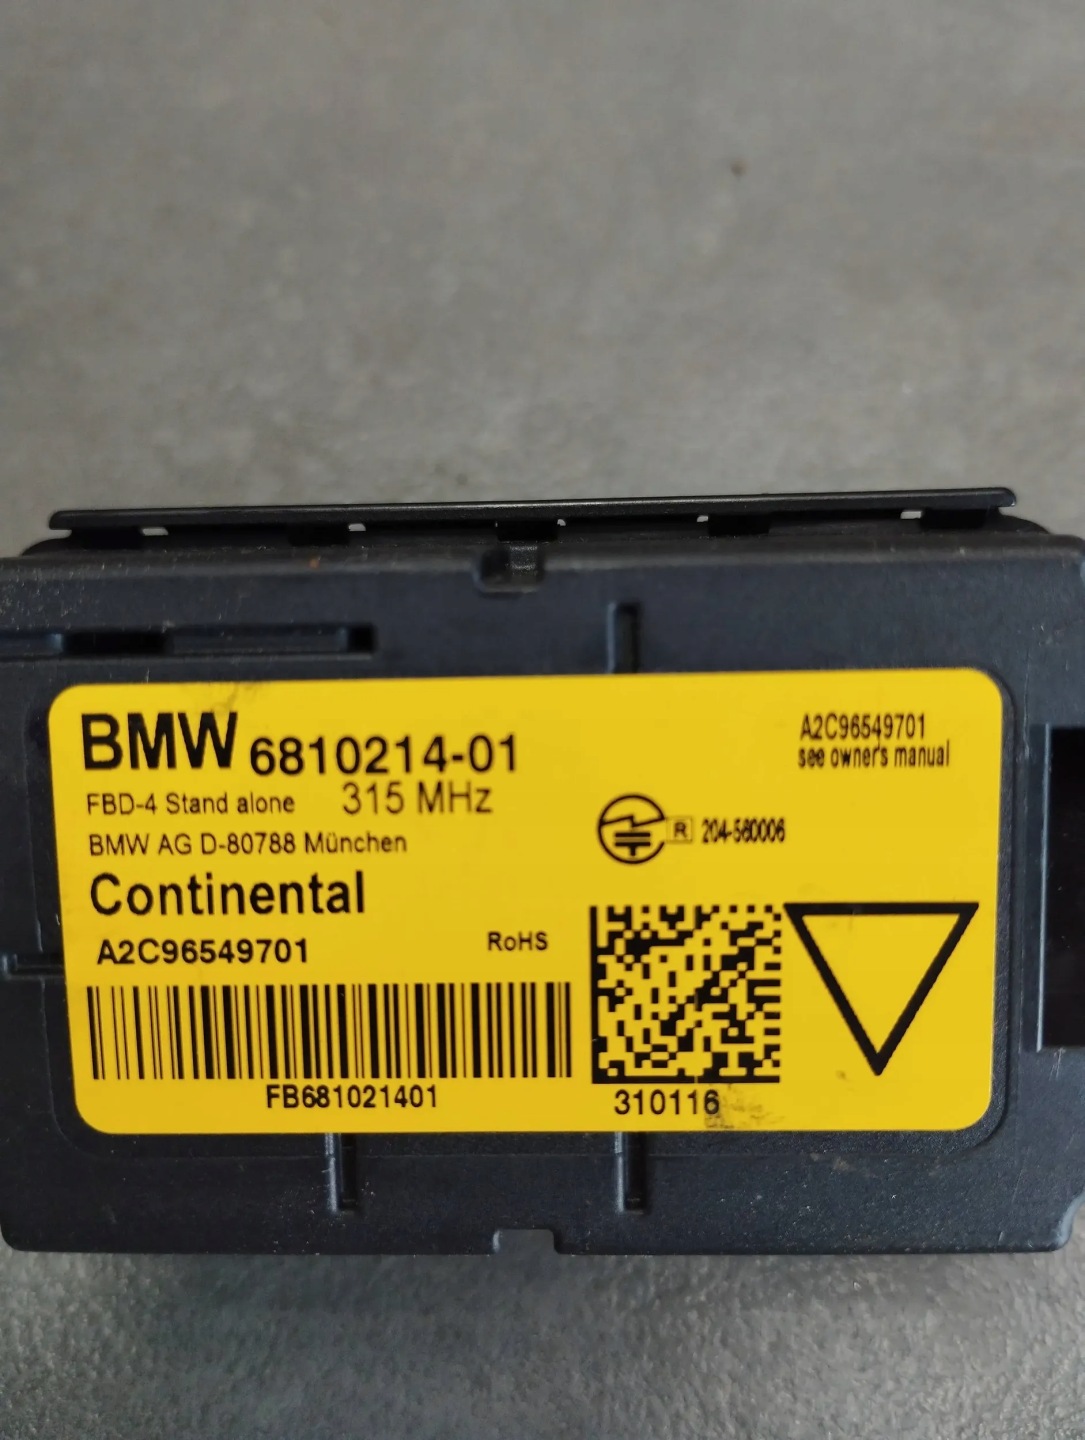 BMW 6810214-01
FBD-4 Stand alone 315 MHz
BMW AG D-80788 München
Continental
A2C96549701
RoHS
FB681021401
A2C96549701
see owner's manual
R 204-560006
310116